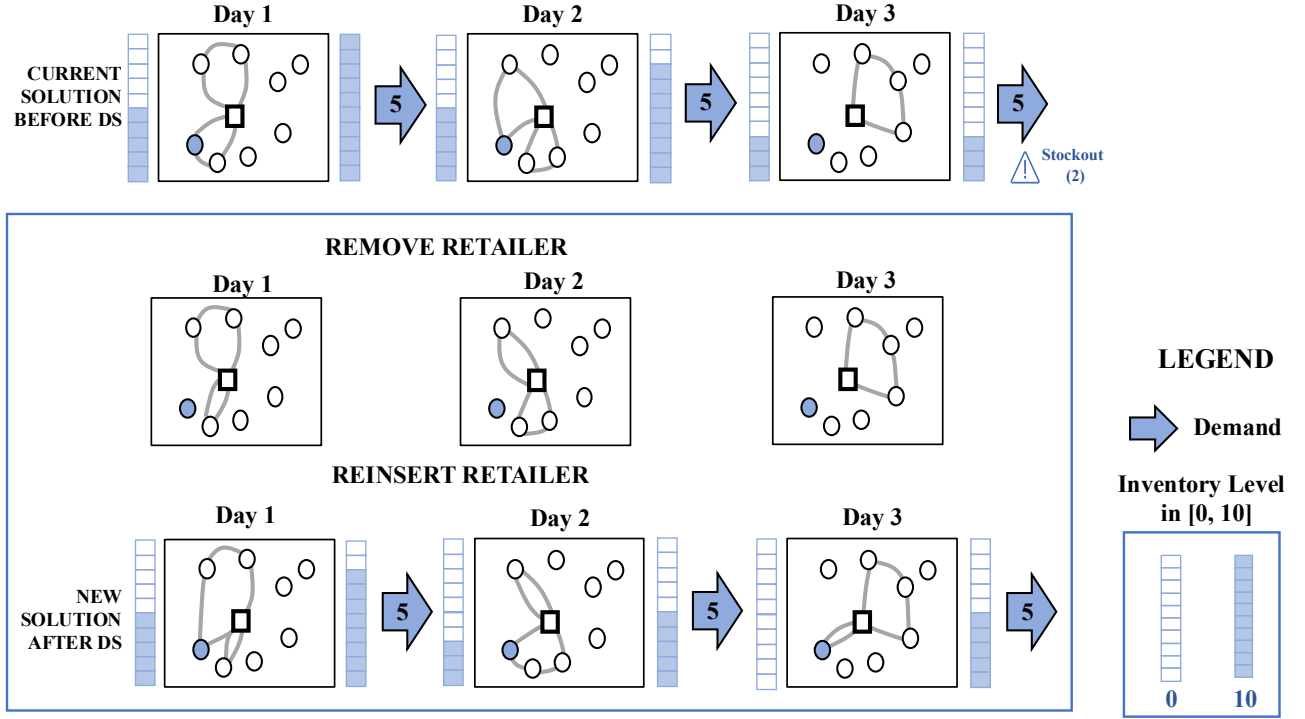 Day 1
Day 2
Day 3
CURRENT
SOLUTION
BEFORE DS
5
5
5
Stockout
(2)
REMOVE RETAILER
Day 1
Day 2
Day 3
REINSERT RETAILER
Day 1
Day 2
Day 3
NEW
SOLUTION
AFTER DS
5
5
5
LEGEND
Demand
Inventory Level
in [0, 10]
0
10